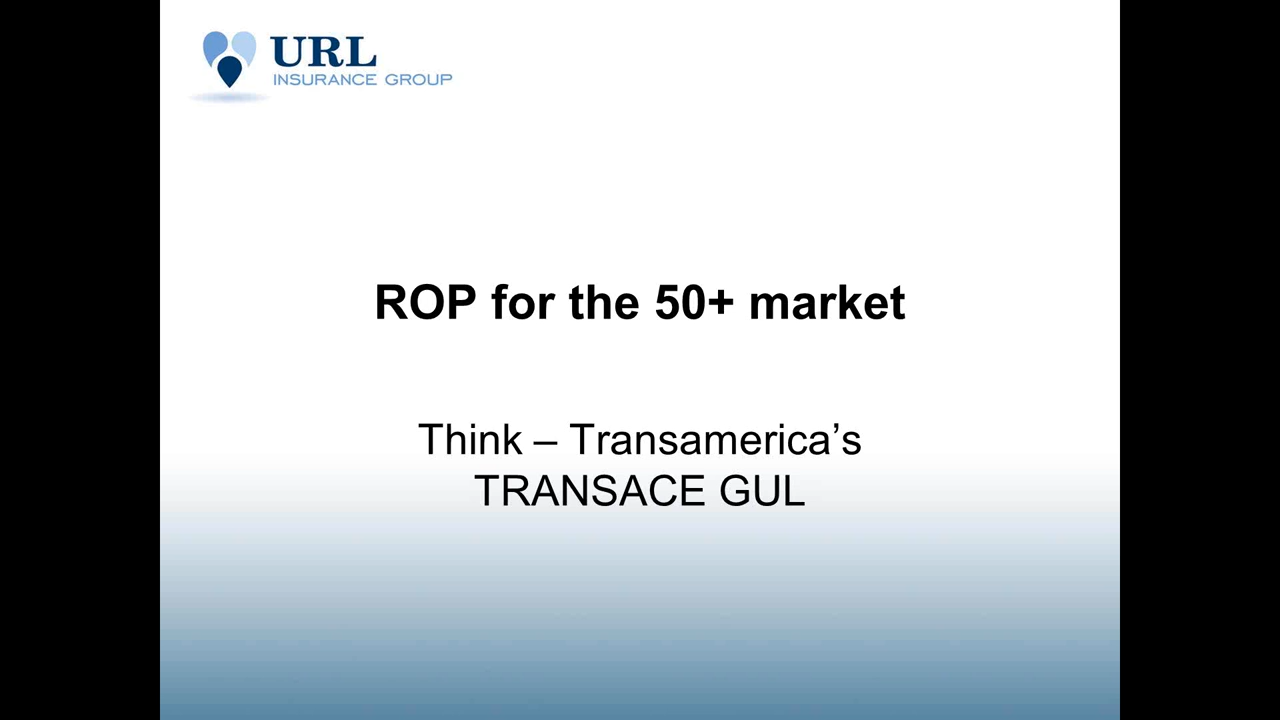 URL
INSURANCE GROUP
ROP for the 50+ market
Think – Transamerica’s
TRANSACE GUL